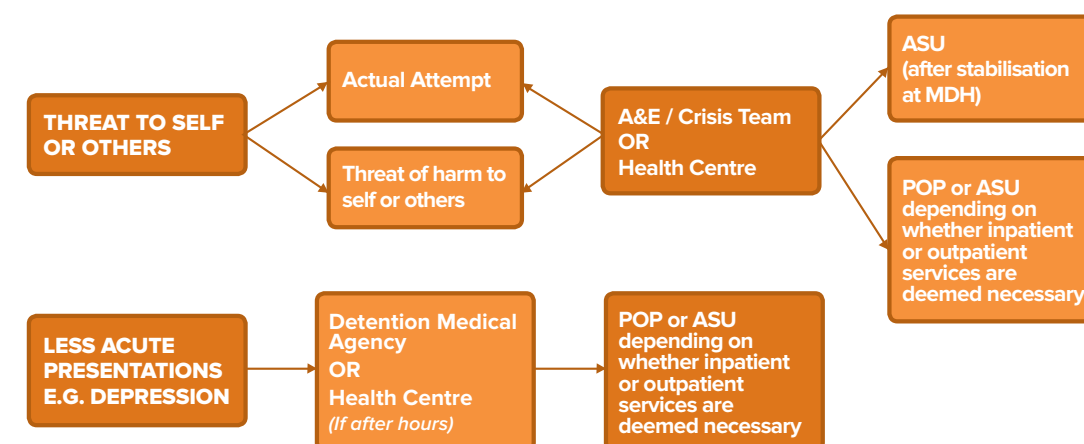 THREAT TO SELF
OR OTHERS
Actual Attempt
Threat of harm to
self or others
A&E / Crisis Team
OR
Health Centre
ASU
(after stabilisation
at MDH)
POP or ASU
depending on
whether inpatient
or outpatient
services are
deemed necessary
LESS ACUTE
PRESENTATIONS
E.G. DEPRESSION
Detention Medical
Agency
OR
Health Centre
(If after hours)
POP or ASU
depending on
whether inpatient
or outpatient
services are
deemed necessary